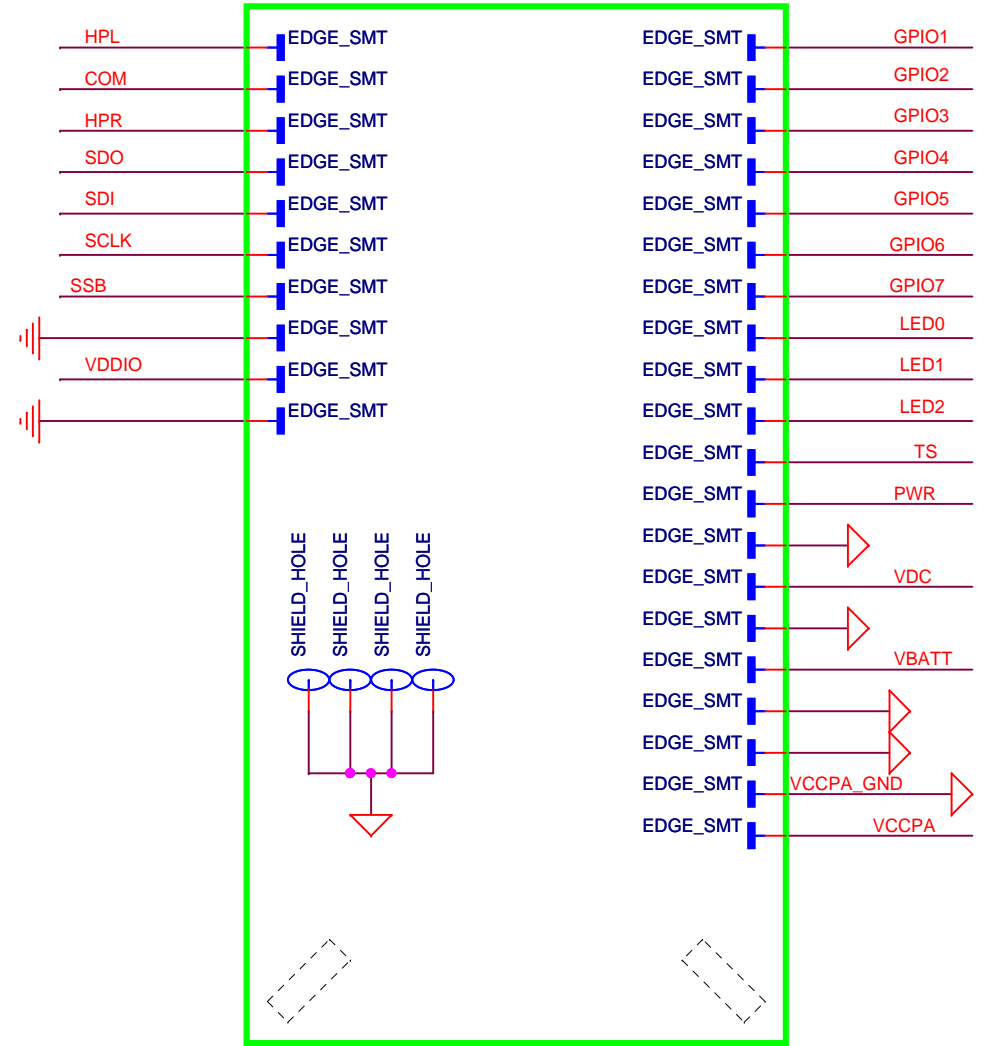 HPL EDGE_SMT EDGE_SMT GPIO1
COM EDGE_SMT EDGE_SMT GPIO2
HPR EDGE_SMT EDGE_SMT GPIO3
SDO EDGE_SMT EDGE_SMT GPIO4
SDI EDGE_SMT EDGE_SMT GPIO5
SCLK EDGE_SMT EDGE_SMT GPIO6
SSB EDGE_SMT EDGE_SMT GPIO7
EDGE_SMT EDGE_SMT LED0
VDDIO EDGE_SMT EDGE_SMT LED1
EDGE_SMT EDGE_SMT LED2
EDGE_SMT TS
EDGE_SMT PWR
EDGE_SMT
EDGE_SMT VDC
EDGE_SMT
EDGE_SMT VBATT
EDGE_SMT
EDGE_SMT
EDGE_SMT VCCPA_GND
EDGE_SMT VCCPA
SHIELD_HOLE
SHIELD_HOLE
SHIELD_HOLE
SHIELD_HOLE